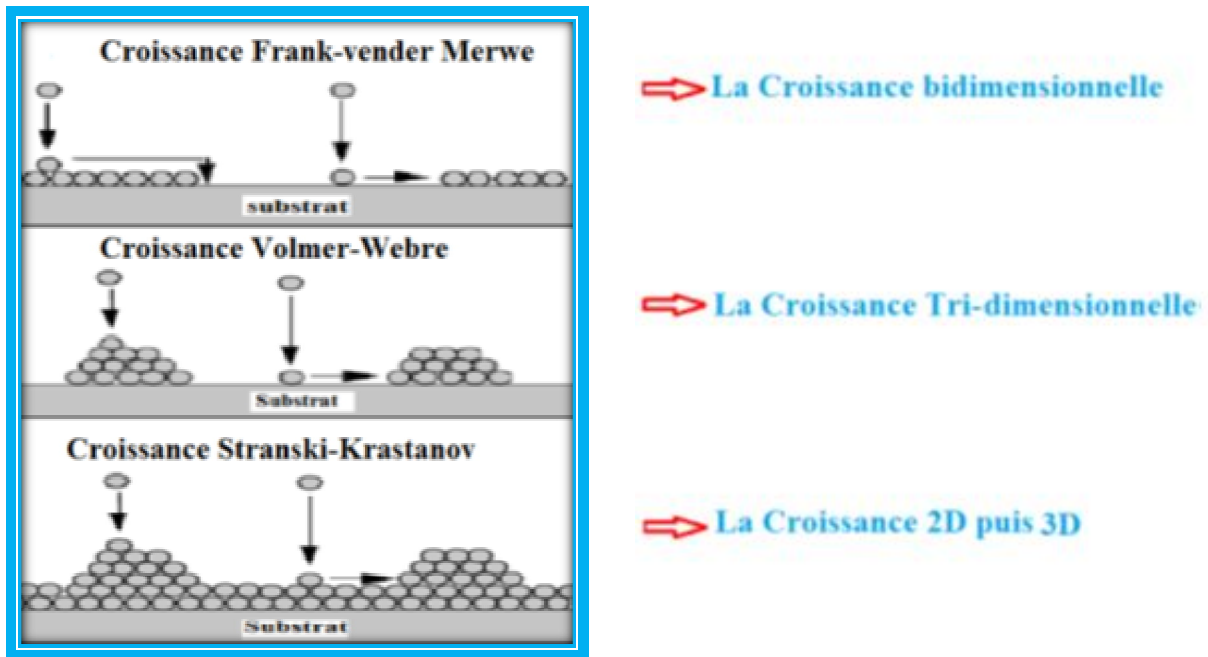 Croissance Frank-vender Merwe
La Croissance bidimensionnelle
substrat
Croissance Volmer-Webre
La Croissance Tri-dimensionnelle
Substrat
Croissance Stranski-Krastanov
La Croissance 2D puis 3D
Substrat